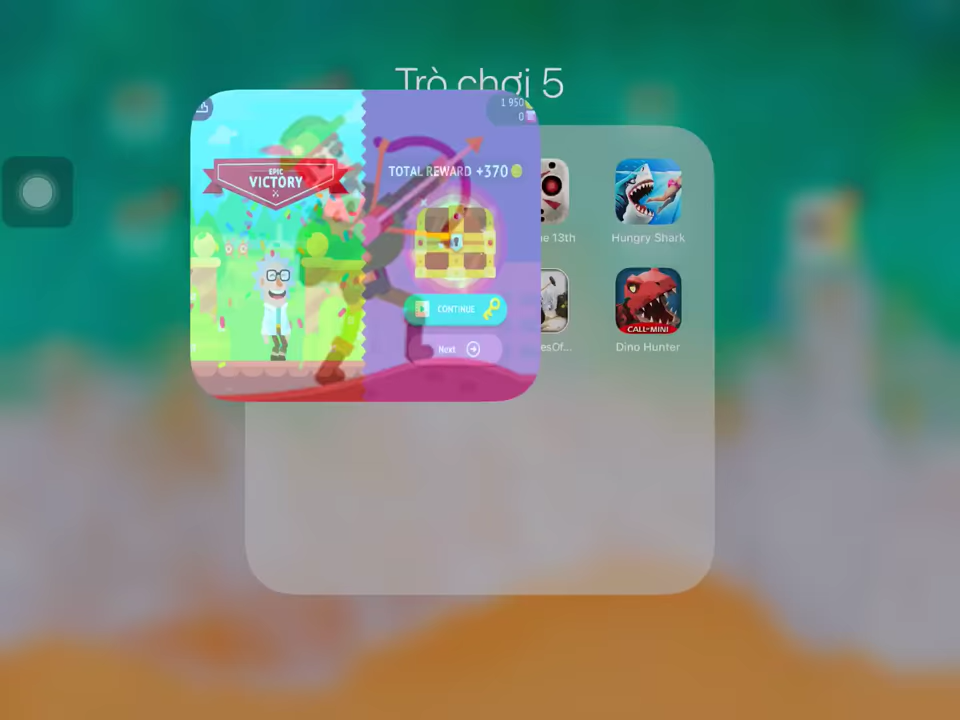 Trò chơi 5
1 950
0
EPIC
VICTORY
TOTAL REWARD +370
CONTINUE
Next
13th
Hungry Shark
CALL-MINI
Dino Hunter